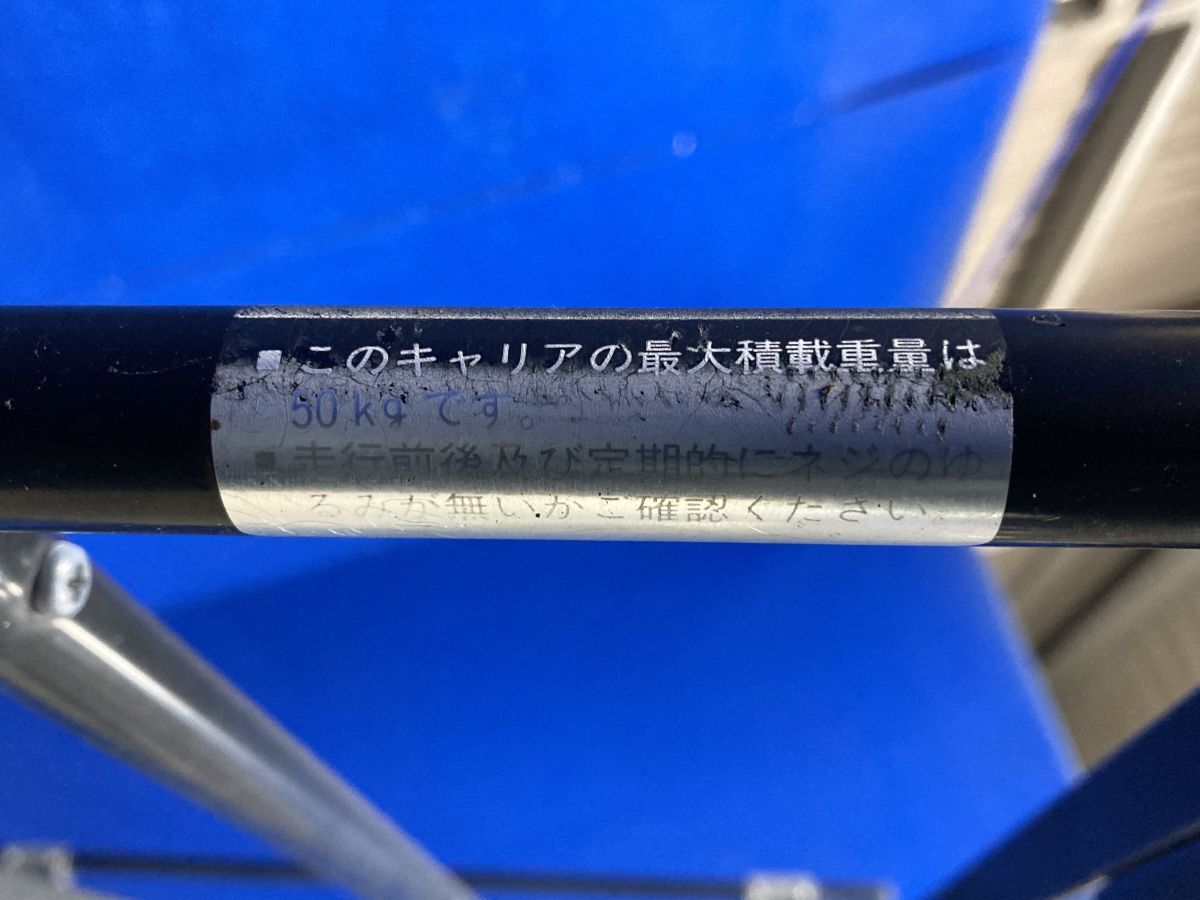 ■このキャリアの最大積載重量は
50kgです。
■走行前後及び定期的にネジのゆ
るみが無いかご確認ください。